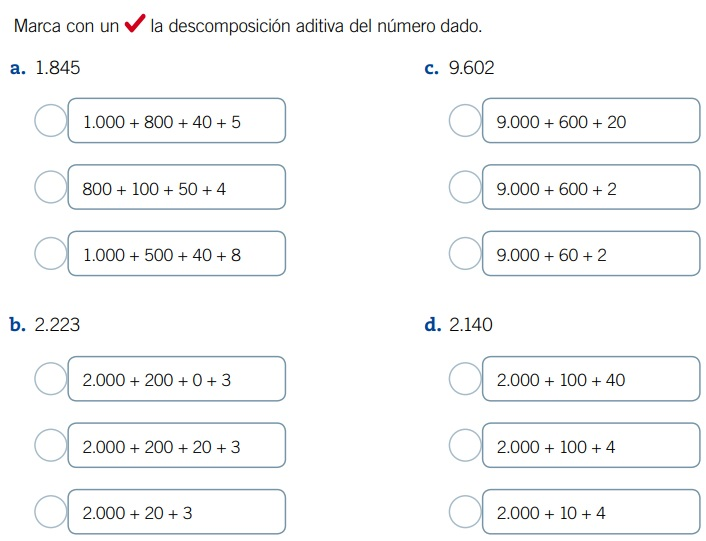 Marca con un la descomposición aditiva del número dado.
a. 1.845
1.000 + 800 + 40 + 5
800 + 100 + 50 + 4
1.000 + 500 + 40 + 8
b. 2.223
2.000 + 200 + 0 + 3
2.000 + 200 + 20 + 3
2.000 + 20 + 3
c. 9.602
9.000 + 600 + 20
9.000 + 600 + 2
9.000 + 60 + 2
d. 2.140
2.000 + 100 + 40
2.000 + 100 + 4
2.000 + 10 + 4